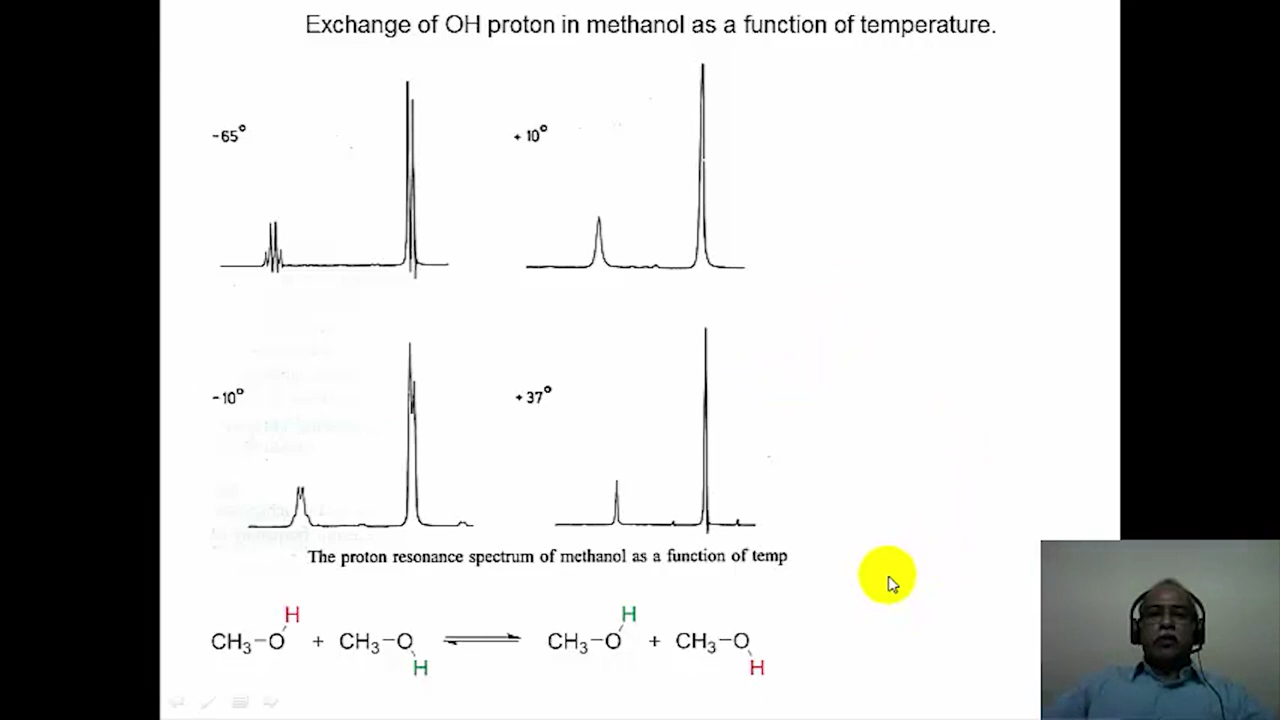 Exchange of OH proton in methanol as a function of temperature.
-65°
+ 10°
-10°
+ 37°
The proton resonance spectrum of methanol as a function of temp
H H
CH3-O + CH3-O ⇌ CH3-O + CH3-O
H H